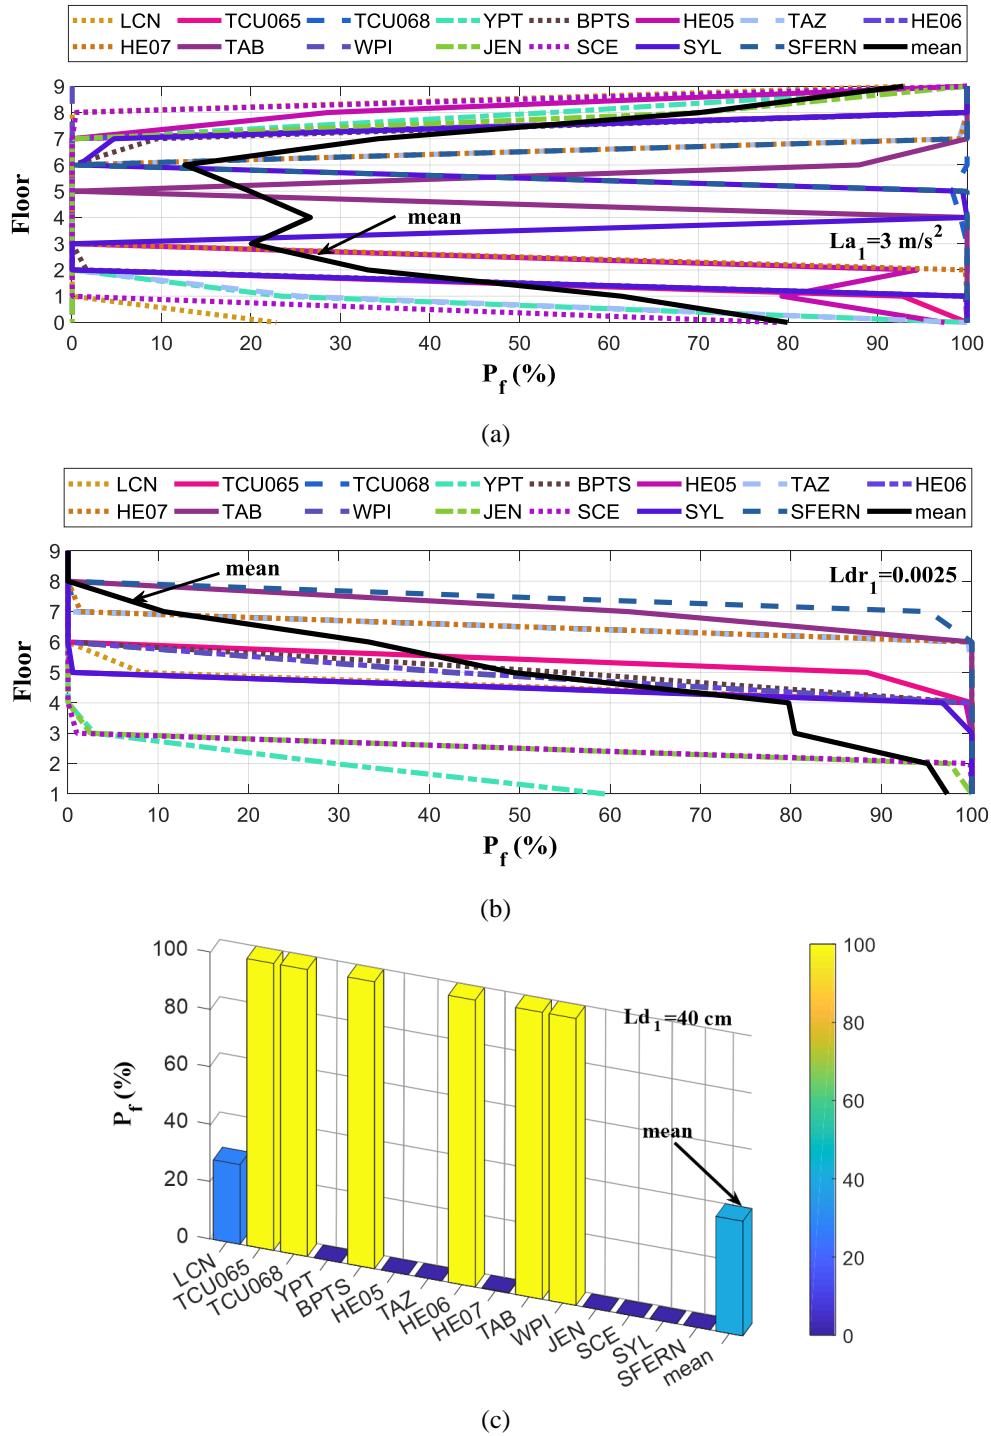 LCN TCU065 TCU068 YPT BPTS HE05 TAZ HE06
HE07 TAB WPI JEN SCE SYL SFERN mean
9
8
7
6
5
4
3
2
1
0
Floor
mean
La1=3 m/s2
0 10 20 30 40 50 60 70 80 90 100
Pf (%)
(a)
LCN TCU065 TCU068 YPT BPTS HE05 TAZ HE06
HE07 TAB WPI JEN SCE SYL SFERN mean
9
8
7
6
5
4
3
2
1
Floor
mean
Ldr1=0.0025
0 10 20 30 40 50 60 70 80 90 100
Pf (%)
(b)
100
80
60
40
20
0
Pf (%)
Ld1=40 cm
mean
LCN
TCU065
TCU068
YPT
BPTS
HE05
TAZ
HE06
HE07
TAB
WPI
JEN
SCE
SYL
SFERN
mean
100
80
60
40
20
0
(c)